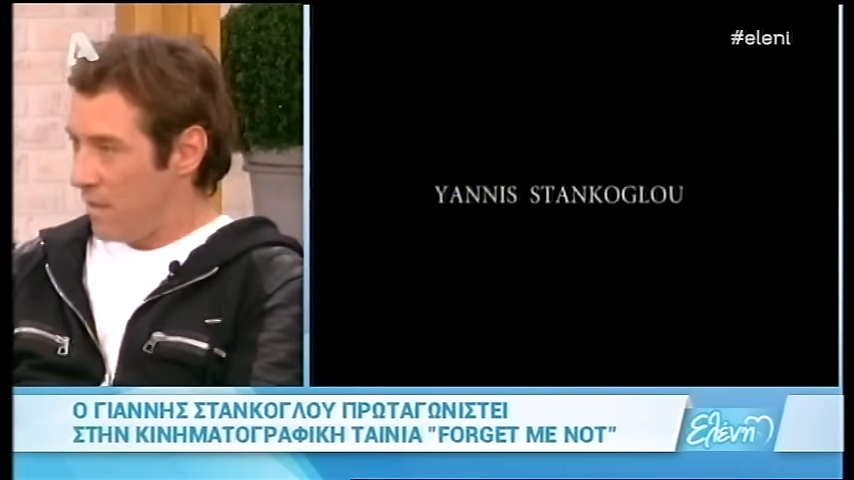 #eleni
YANNIS STANKOGLOU
Ο ΓΙΑΝΝΗΣ ΣΤΑΝΚΟΓΛΟΥ ΠΡΩΤΑΓΩΝΙΣΤΕΙ
ΣΤΗΝ ΚΙΝΗΜΑΤΟΓΡΑΦΙΚΗ ΤΑΙΝΙΑ "FORGET ME NOT"
Ελένη